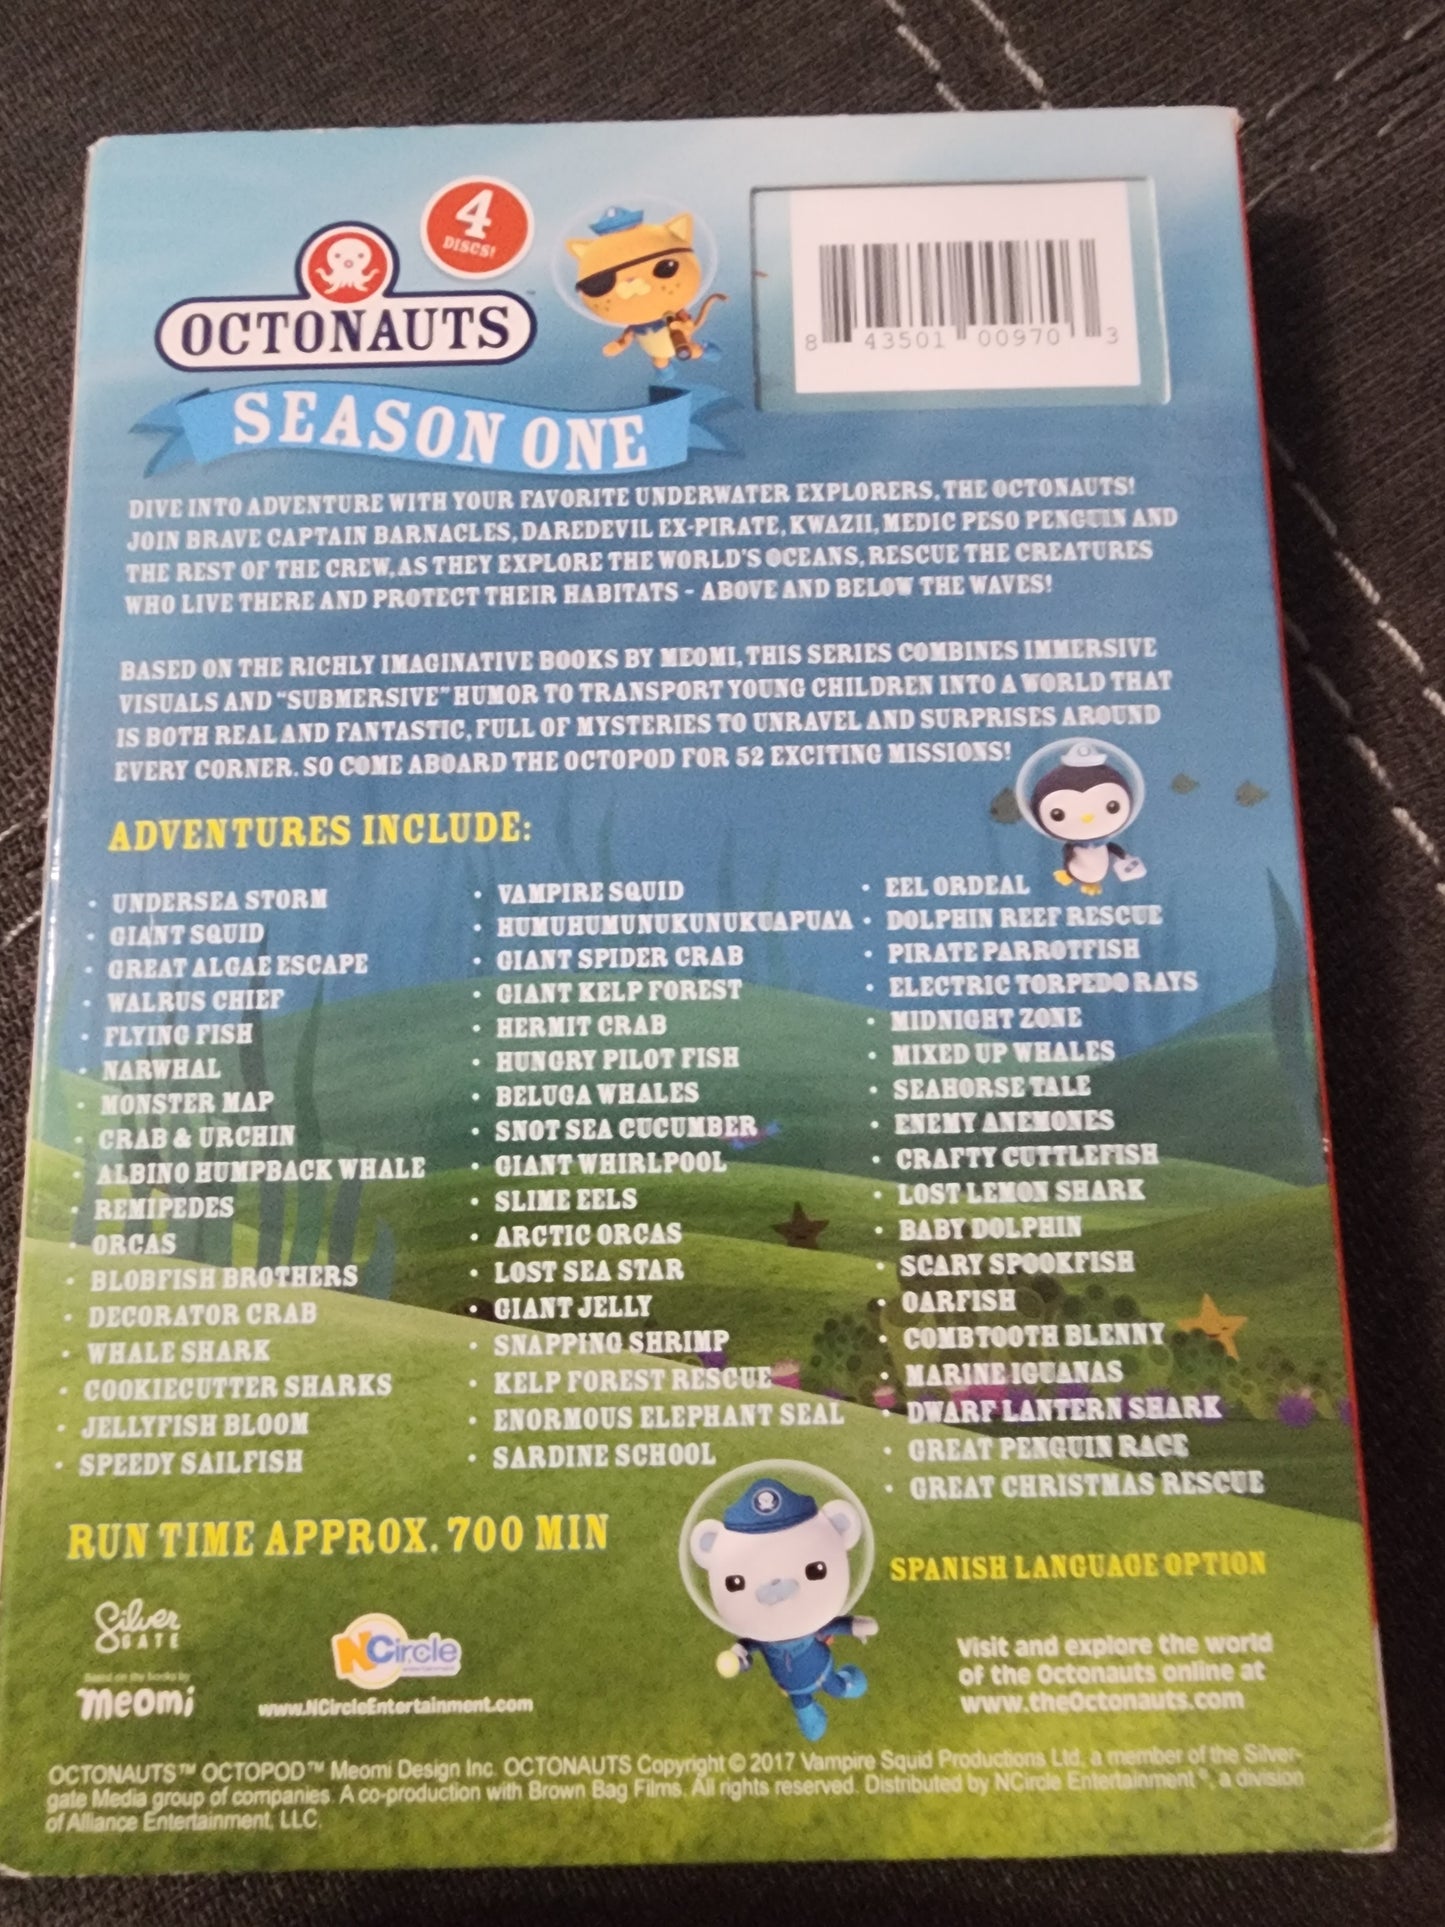 4
DISCS!
OCTONAUTS™
SEASON ONE
8 43501 00970 3
DIVE INTO ADVENTURE WITH YOUR FAVORITE UNDERWATER EXPLORERS, THE OCTONAUTS!
JOIN BRAVE CAPTAIN BARNACLES, DAREDEVIL EX-PIRATE, KWAZII, MEDIC PESO PENGUIN AND
THE REST OF THE CREW, AS THEY EXPLORE THE WORLD'S OCEANS, RESCUE THE CREATURES
WHO LIVE THERE AND PROTECT THEIR HABITATS - ABOVE AND BELOW THE WAVES!
BASED ON THE RICHLY IMAGINATIVE BOOKS BY MEOMI, THIS SERIES COMBINES IMMERSIVE
VISUALS AND "SUBMERSIVE" HUMOR TO TRANSPORT YOUNG CHILDREN INTO A WORLD THAT
IS BOTH REAL AND FANTASTIC, FULL OF MYSTERIES TO UNRAVEL AND SURPRISES AROUND
EVERY CORNER. SO COME ABOARD THE OCTOPOD FOR 52 EXCITING MISSIONS!
ADVENTURES INCLUDE:
• UNDERSEA STORM
• GIANT SQUID
• GREAT ALGAE ESCAPE
• WALRUS CHIEF
• FLYING FISH
• NARWHAL
• MONSTER MAP
• CRAB & URCHIN
• ALBINO HUMPBACK WHALE
• REMIPEDES
• ORCAS
• BLOBFISH BROTHERS
• DECORATOR CRAB
• WHALE SHARK
• COOKIECUTTER SHARKS
• JELLYFISH BLOOM
• SPEEDY SAILFISH
• VAMPIRE SQUID
• HUMUHUMUNUKUNUKUAPUA'A
• GIANT SPIDER CRAB
• GIANT KELP FOREST
• HERMIT CRAB
• HUNGRY PILOT FISH
• BELUGA WHALES
• SNOT SEA CUCUMBER
• GIANT WHIRLPOOL
• SLIME EELS
• ARCTIC ORCAS
• LOST SEA STAR
• GIANT JELLY
• SNAPPING SHRIMP
• KELP FOREST RESCUE
• ENORMOUS ELEPHANT SEAL
• SARDINE SCHOOL
• EEL ORDEAL
• DOLPHIN REEF RESCUE
• PIRATE PARROTFISH
• ELECTRIC TORPEDO RAYS
• MIDNIGHT ZONE
• MIXED UP WHALES
• SEAHORSE TALE
• ENEMY ANEMONES
• CRAFTY CUTTLEFISH
• LOST LEMON SHARK
• BABY DOLPHIN
• SCARY SPOOKFISH
• OARFISH
• COMBTOOTH BLENNY
• MARINE IGUANAS
• DWARF LANTERN SHARK
• GREAT PENGUIN RACE
• GREAT CHRISTMAS RESCUE
RUN TIME APPROX. 700 MIN
SPANISH LANGUAGE OPTION
Silver
GATE
Based on the books by
meomi
NCircle
entertainment
www.NCircleEntertainment.com
Visit and explore the world
of the Octonauts online at
www.theOctonauts.com
OCTONAUTS™ OCTOPOD™ Meomi Design Inc. OCTONAUTS Copyright © 2017 Vampire Squid Productions Ltd, a member of the Silver-
gate Media group of companies. A co-production with Brown Bag Films. All rights reserved. Distributed by NCircle Entertainment®, a division
of Alliance Entertainment, LLC.